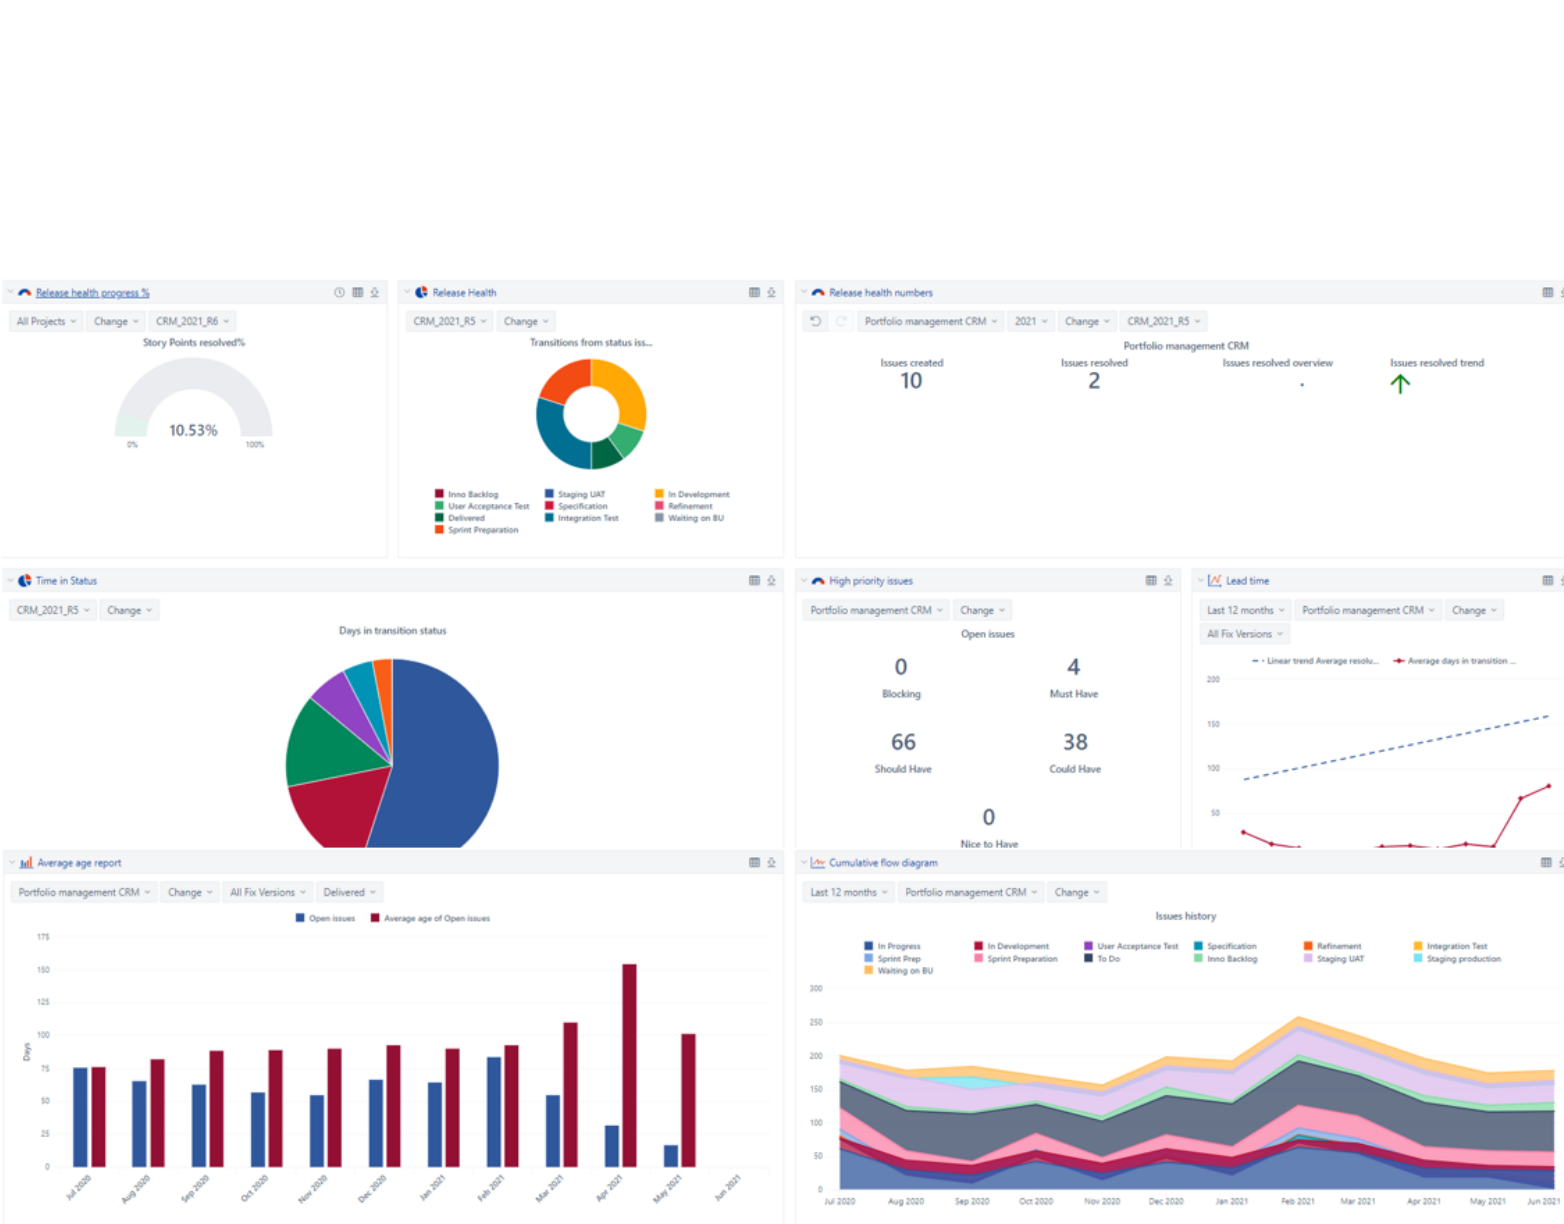 Release health progress %
All Projects Change CRM_2021_R6
Story Points resolved%
10.53%
0% 100%
Release Health
CRM_2021_R5 Change
Transitions from status iss...
Inno Backlog Staging UAT In Development
User Acceptance Test Specification Refinement
Delivered Integration Test Waiting on BU
Sprint Preparation
Release health numbers
Portfolio management CRM 2021 Change CRM_2021_R5
Portfolio management CRM
Issues created Issues resolved Issues resolved overview Issues resolved trend
10 2
Time in Status
CRM_2021_R5 Change
Days in transition status
High priority issues
Portfolio management CRM Change
Open issues
0 4
Blocking Must Have
66 38
Should Have Could Have
0
Nice to Have
Lead time
Last 12 months Portfolio management CRM Change
All Fix Versions
Linear trend Average resolu... Average days in transition ...
200
150
100
50
Average age report
Portfolio management CRM Change All Fix Versions Delivered
Open issues Average age of Open issues
Days
175
150
125
100
75
50
25
0
Jul 2020 Aug 2020 Sep 2020 Oct 2020 Nov 2020 Dec 2020 Jan 2021 Feb 2021 Mar 2021 Apr 2021 May 2021 Jun 2021
Cumulative flow diagram
Last 12 months Portfolio management CRM Change
Issues history
In Progress In Development User Acceptance Test Specification Refinement Integration Test
Sprint Prep Sprint Preparation To Do Inno Backlog Staging UAT Staging production
Waiting on BU
300
250
200
150
100
50
0
Jul 2020 Aug 2020 Sep 2020 Oct 2020 Nov 2020 Dec 2020 Jan 2021 Feb 2021 Mar 2021 Apr 2021 May 2021 Jun 2021